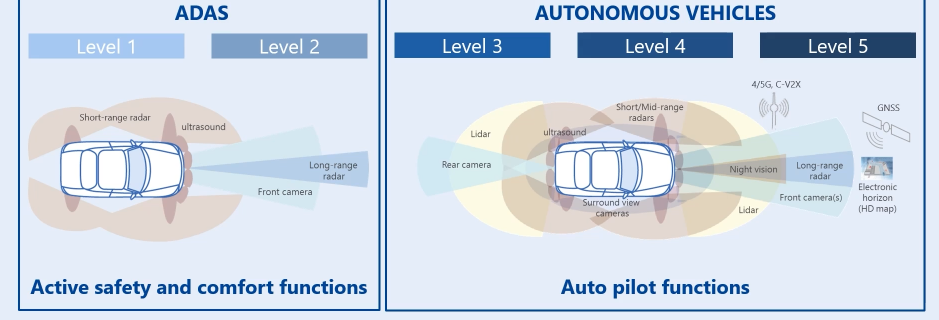 ADAS
Level 1
Level 2
Short-range radar
ultrasound
Long-range
radar
Front camera
Active safety and comfort functions
AUTONOMOUS VEHICLES
Level 3
Level 4
Level 5
4/5G, C-V2X
GNSS
Short/Mid-range
radars
Lidar
ultrasound
Rear camera
Night vision
Long-range
radar
Electronic
horizon
(HD map)
Front camera(s)
Surround view
cameras
Lidar
Auto pilot functions